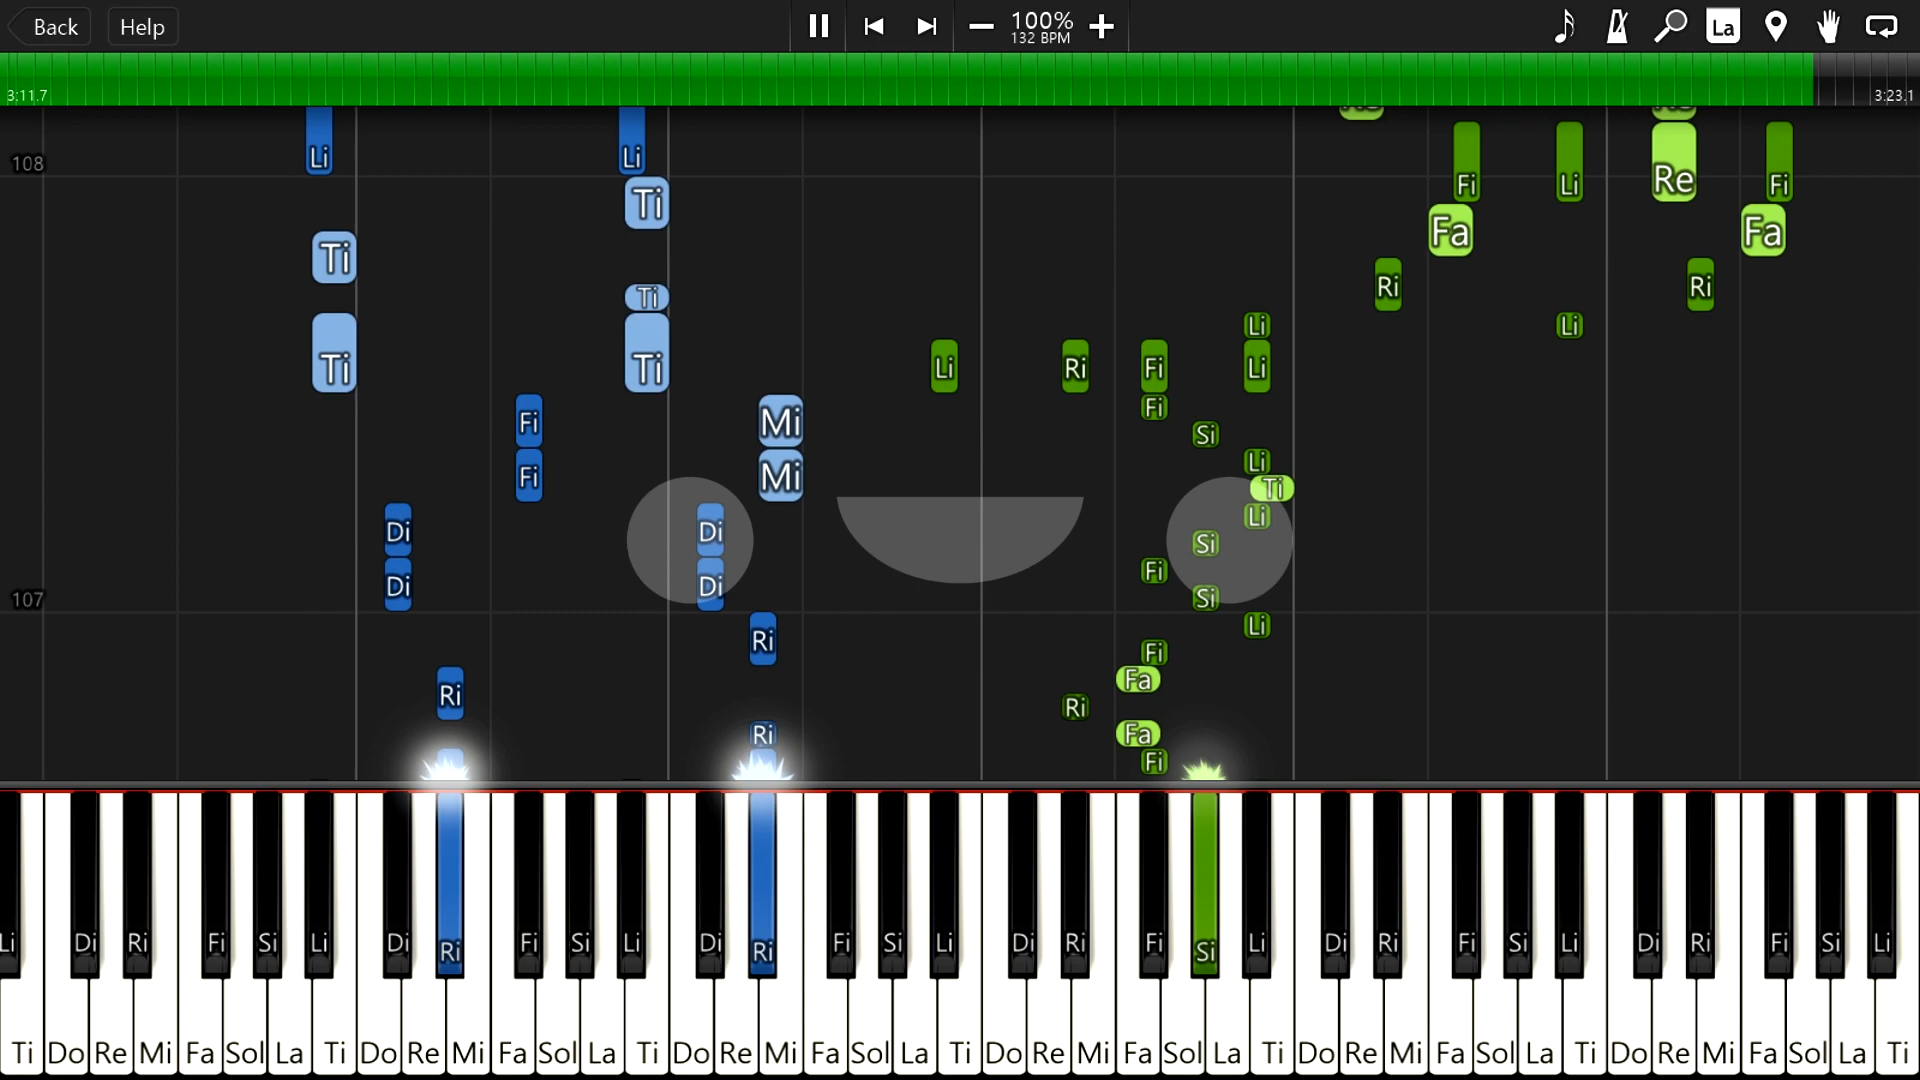 Back Help 100% La
132 BPM
3:11.7 3:23.1
Li Li Re Fi Li Fi
108
Ti Fa Fa
Ti Ri Ri
Ti Li Li
Ti Ti Li Ri Fi Li
Fi
Fi Mi Si
Fi Mi Li
Ti
Di Di Li
Si
Di Di Fi
107 Si
Ri Li
Fi
Ri Fa
Ri
Ri Fa
Fi
Li Di Ri Fi Si Li Di Ri Fi Si Li Di Ri Fi Si Li Di Ri Fi Si Li Di Ri Fi Si Li Di Ri Fi Si Li
Ti Do Re Mi Fa Sol La Ti Do Re Mi Fa Sol La Ti Do Re Mi Fa Sol La Ti Do Re Mi Fa Sol La Ti Do Re Mi Fa Sol La Ti Do Re Mi Fa Sol La Ti